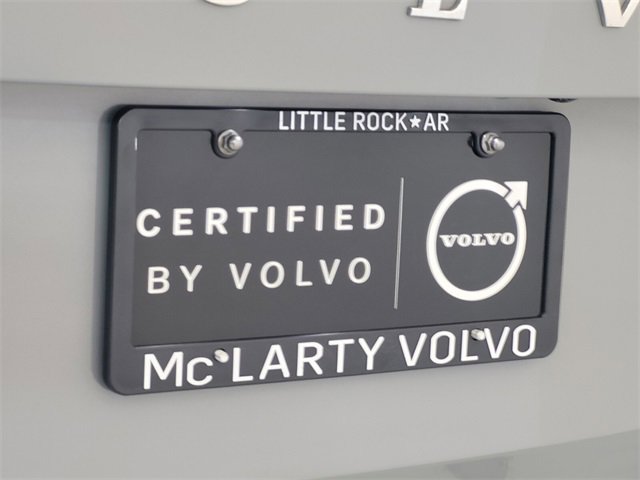 LITTLE ROCK★AR
CERTIFIED
BY VOLVO
VOLVO
McLARTY VOLVO